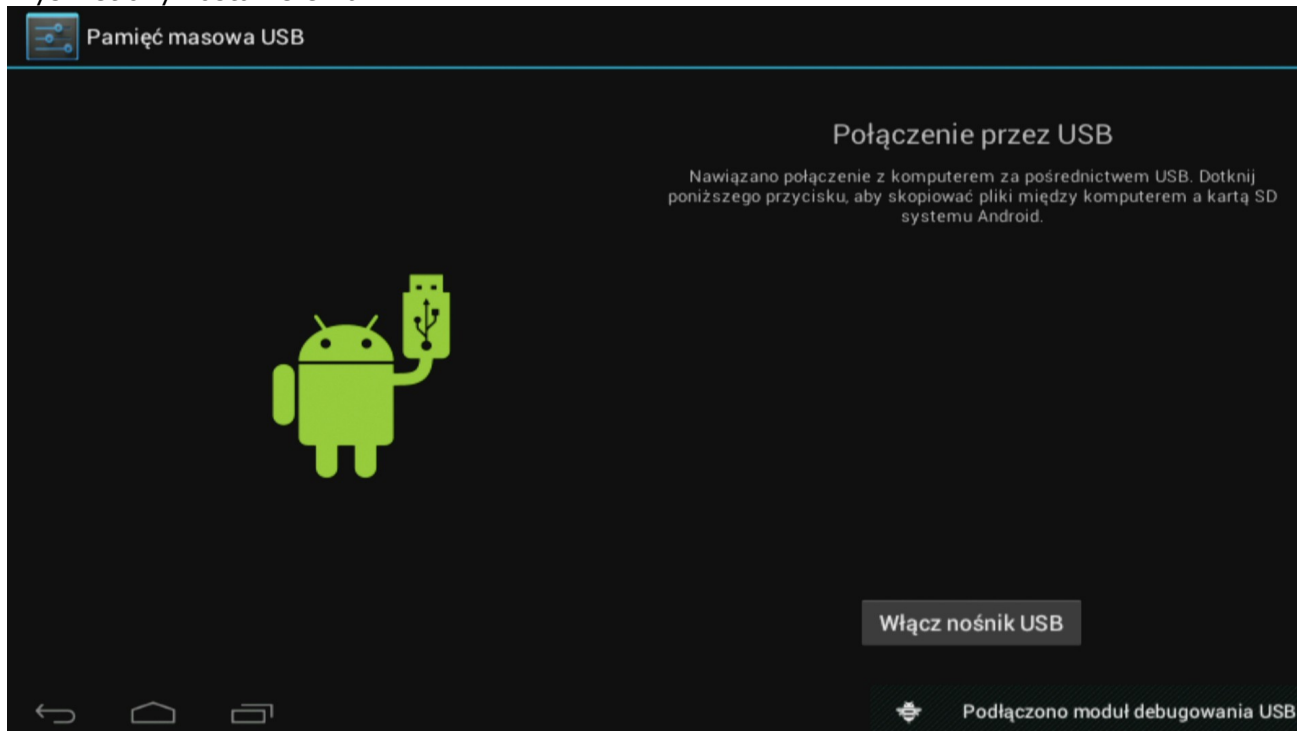 Pamięć masowa USB
Połączenie przez USB
Nawiązano połączenie z komputerem za pośrednictwem USB. Dotknij
poniższego przycisku, aby skopiować pliki między komputerem a kartą SD
systemu Android.
Włącz nośnik USB
Podłączono moduł debugowania USB